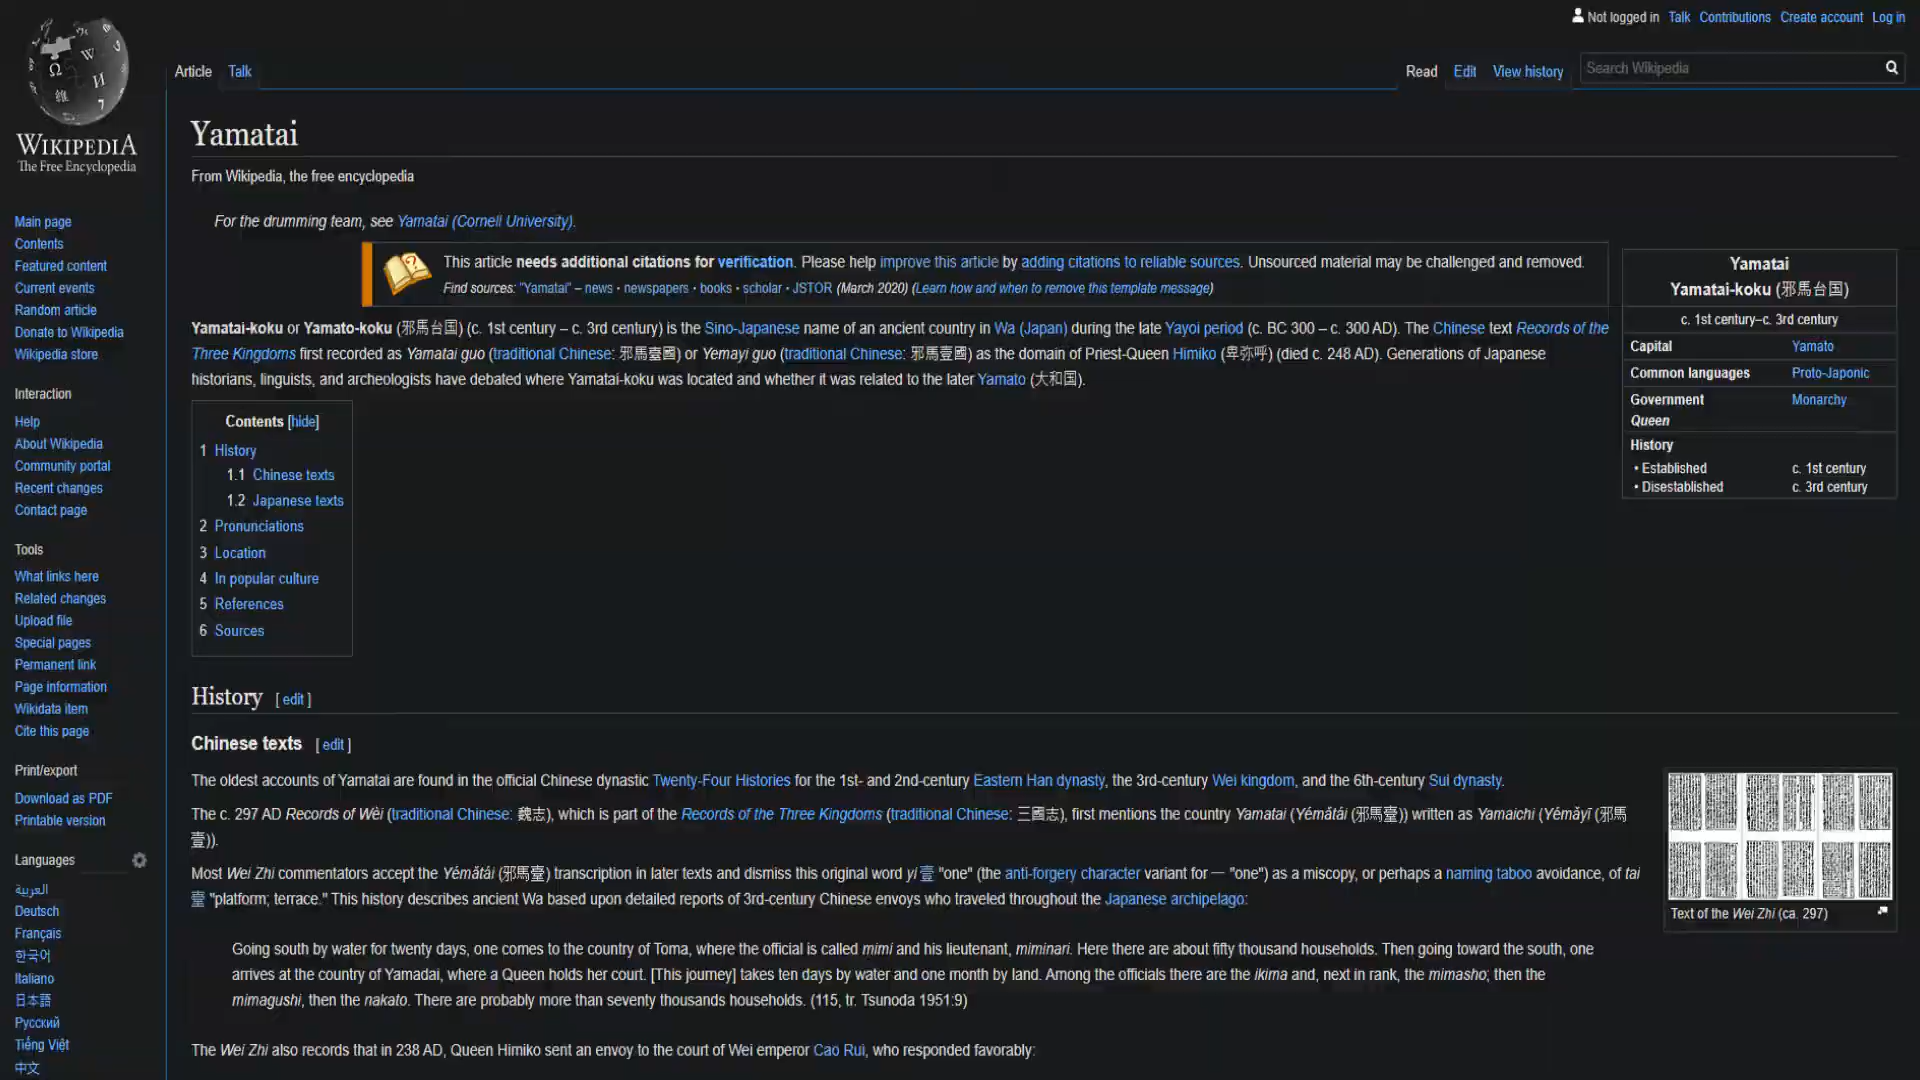 Not logged in Talk Contributions Create account Log in
Article Talk Read Edit View history Search Wikipedia
WIKIPEDIA
The Free Encyclopedia
Yamatai
From Wikipedia, the free encyclopedia
For the drumming team, see Yamatai (Cornell University).
This article needs additional citations for verification. Please help improve this article by adding citations to reliable sources. Unsourced material may be challenged and removed.
Find sources: "Yamatai" – news · newspapers · books · scholar · JSTOR (March 2020) (Learn how and when to remove this template message)
Yamatai-koku or Yamato-koku (邪馬台国) (c. 1st century – c. 3rd century) is the Sino-Japanese name of an ancient country in Wa (Japan) during the late Yayoi period (c. BC 300 – c. 300 AD). The Chinese text Records of the
Three Kingdoms first recorded as Yamatai guo (traditional Chinese: 邪馬臺國) or Yemayi guo (traditional Chinese: 邪馬壹國) as the domain of Priest-Queen Himiko (卑弥呼) (died c. 248 AD). Generations of Japanese
historians, linguists, and archeologists have debated where Yamatai-koku was located and whether it was related to the later Yamato (大和国).
Yamatai
Yamatai-koku (邪馬台国)
c. 1st century–c. 3rd century
Capital Yamato
Common languages Proto-Japonic
Government Monarchy
Queen
History
• Established c. 1st century
• Disestablished c. 3rd century
Contents [hide]
1 History
1.1 Chinese texts
1.2 Japanese texts
2 Pronunciations
3 Location
4 In popular culture
5 References
6 Sources
History [ edit ]
Chinese texts [ edit ]
The oldest accounts of Yamatai are found in the official Chinese dynastic Twenty-Four Histories for the 1st- and 2nd-century Eastern Han dynasty, the 3rd-century Wei kingdom, and the 6th-century Sui dynasty.
The c. 297 AD Records of Wèi (traditional Chinese: 魏志), which is part of the Records of the Three Kingdoms (traditional Chinese: 三國志), first mentions the country Yamatai (Yémǎtái (邪馬臺)) written as Yamaichi (Yémǎyī (邪馬
壹)).
Most Wei Zhi commentators accept the Yémǎtái (邪馬臺) transcription in later texts and dismiss this original word yi 壹 "one" (the anti-forgery character variant for 一 "one") as a miscopy, or perhaps a naming taboo avoidance, of tai
臺 "platform; terrace." This history describes ancient Wa based upon detailed reports of 3rd-century Chinese envoys who traveled throughout the Japanese archipelago:
Going south by water for twenty days, one comes to the country of Toma, where the official is called mimi and his lieutenant, miminari. Here there are about fifty thousand households. Then going toward the south, one
arrives at the country of Yamadai, where a Queen holds her court. [This journey] takes ten days by water and one month by land. Among the officials there are the ikima and, next in rank, the mimasho; then the
mimagushi, then the nakato. There are probably more than seventy thousands households. (115, tr. Tsunoda 1951:9)
The Wei Zhi also records that in 238 AD, Queen Himiko sent an envoy to the court of Wei emperor Cao Rui, who responded favorably:
Text of the Wei Zhi (ca. 297)
Main page
Contents
Featured content
Current events
Random article
Donate to Wikipedia
Wikipedia store
Interaction
Help
About Wikipedia
Community portal
Recent changes
Contact page
Tools
What links here
Related changes
Upload file
Special pages
Permanent link
Page information
Wikidata item
Cite this page
Print/export
Download as PDF
Printable version
Languages
العربية
Deutsch
Français
한국어
Italiano
日本語
Русский
Tiếng Việt
中文